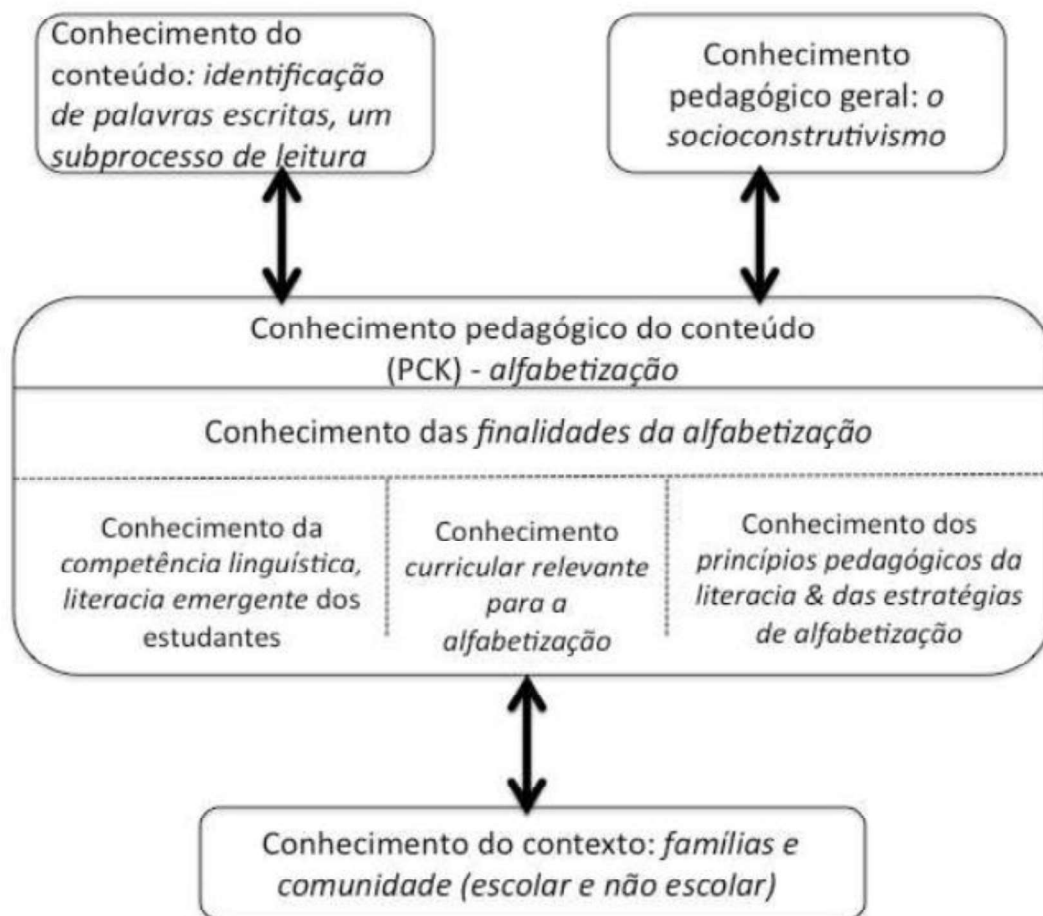 Conhecimento do
conteúdo: identificação
de palavras escritas, um
subprocesso de leitura
Conhecimento
pedagógico geral: o
socioconstrutivismo
Conhecimento pedagógico do conteúdo
(PCK) - alfabetização
Conhecimento das finalidades da alfabetização
Conhecimento da
competência linguística,
literacia emergente dos
estudantes
Conhecimento
curricular relevante
para a
alfabetização
Conhecimento dos
princípios pedagógicos da
literacia & das estratégias
de alfabetização
Conhecimento do contexto: famílias e
comunidade (escolar e não escolar)